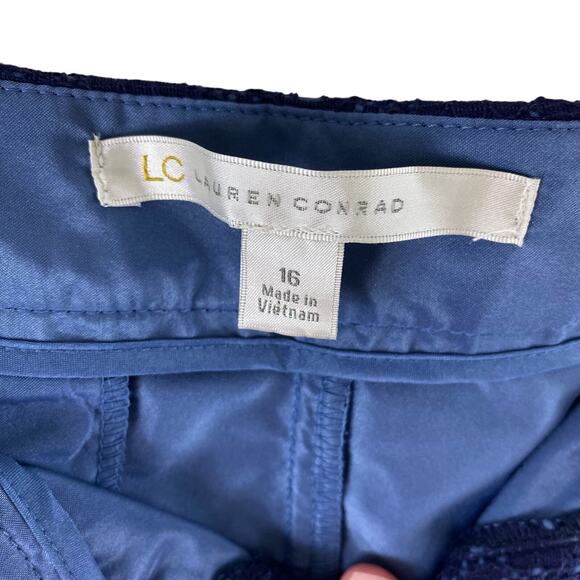 LC LAUREN CONRAD
16
Made in
Vietnam